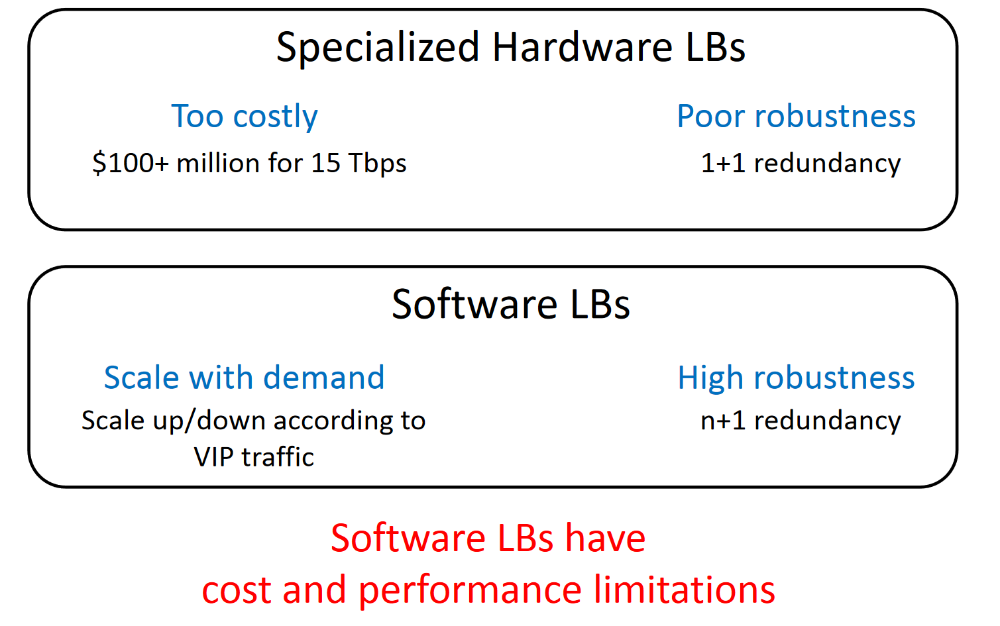 Specialized Hardware LBs
Too costly
$100+ million for 15 Tbps
Poor robustness
1+1 redundancy
Software LBs
Scale with demand
Scale up/down according to
VIP traffic
High robustness
n+1 redundancy
Software LBs have
cost and performance limitations